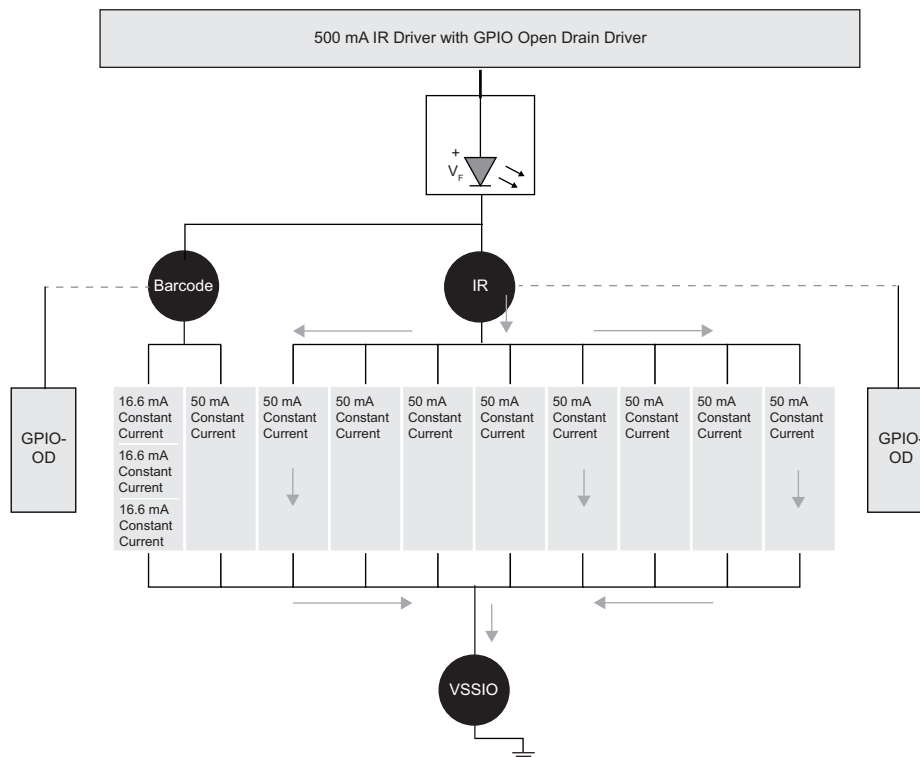 500 mA IR Driver with GPIO Open Drain Driver
+
VF
Barcode
IR
GPIO-
OD
16.6 mA
Constant
Current
16.6 mA
Constant
Current
16.6 mA
Constant
Current
50 mA
Constant
Current
50 mA
Constant
Current
50 mA
Constant
Current
50 mA
Constant
Current
50 mA
Constant
Current
50 mA
Constant
Current
50 mA
Constant
Current
50 mA
Constant
Current
50 mA
Constant
Current
GPIO-
OD
VSSIO